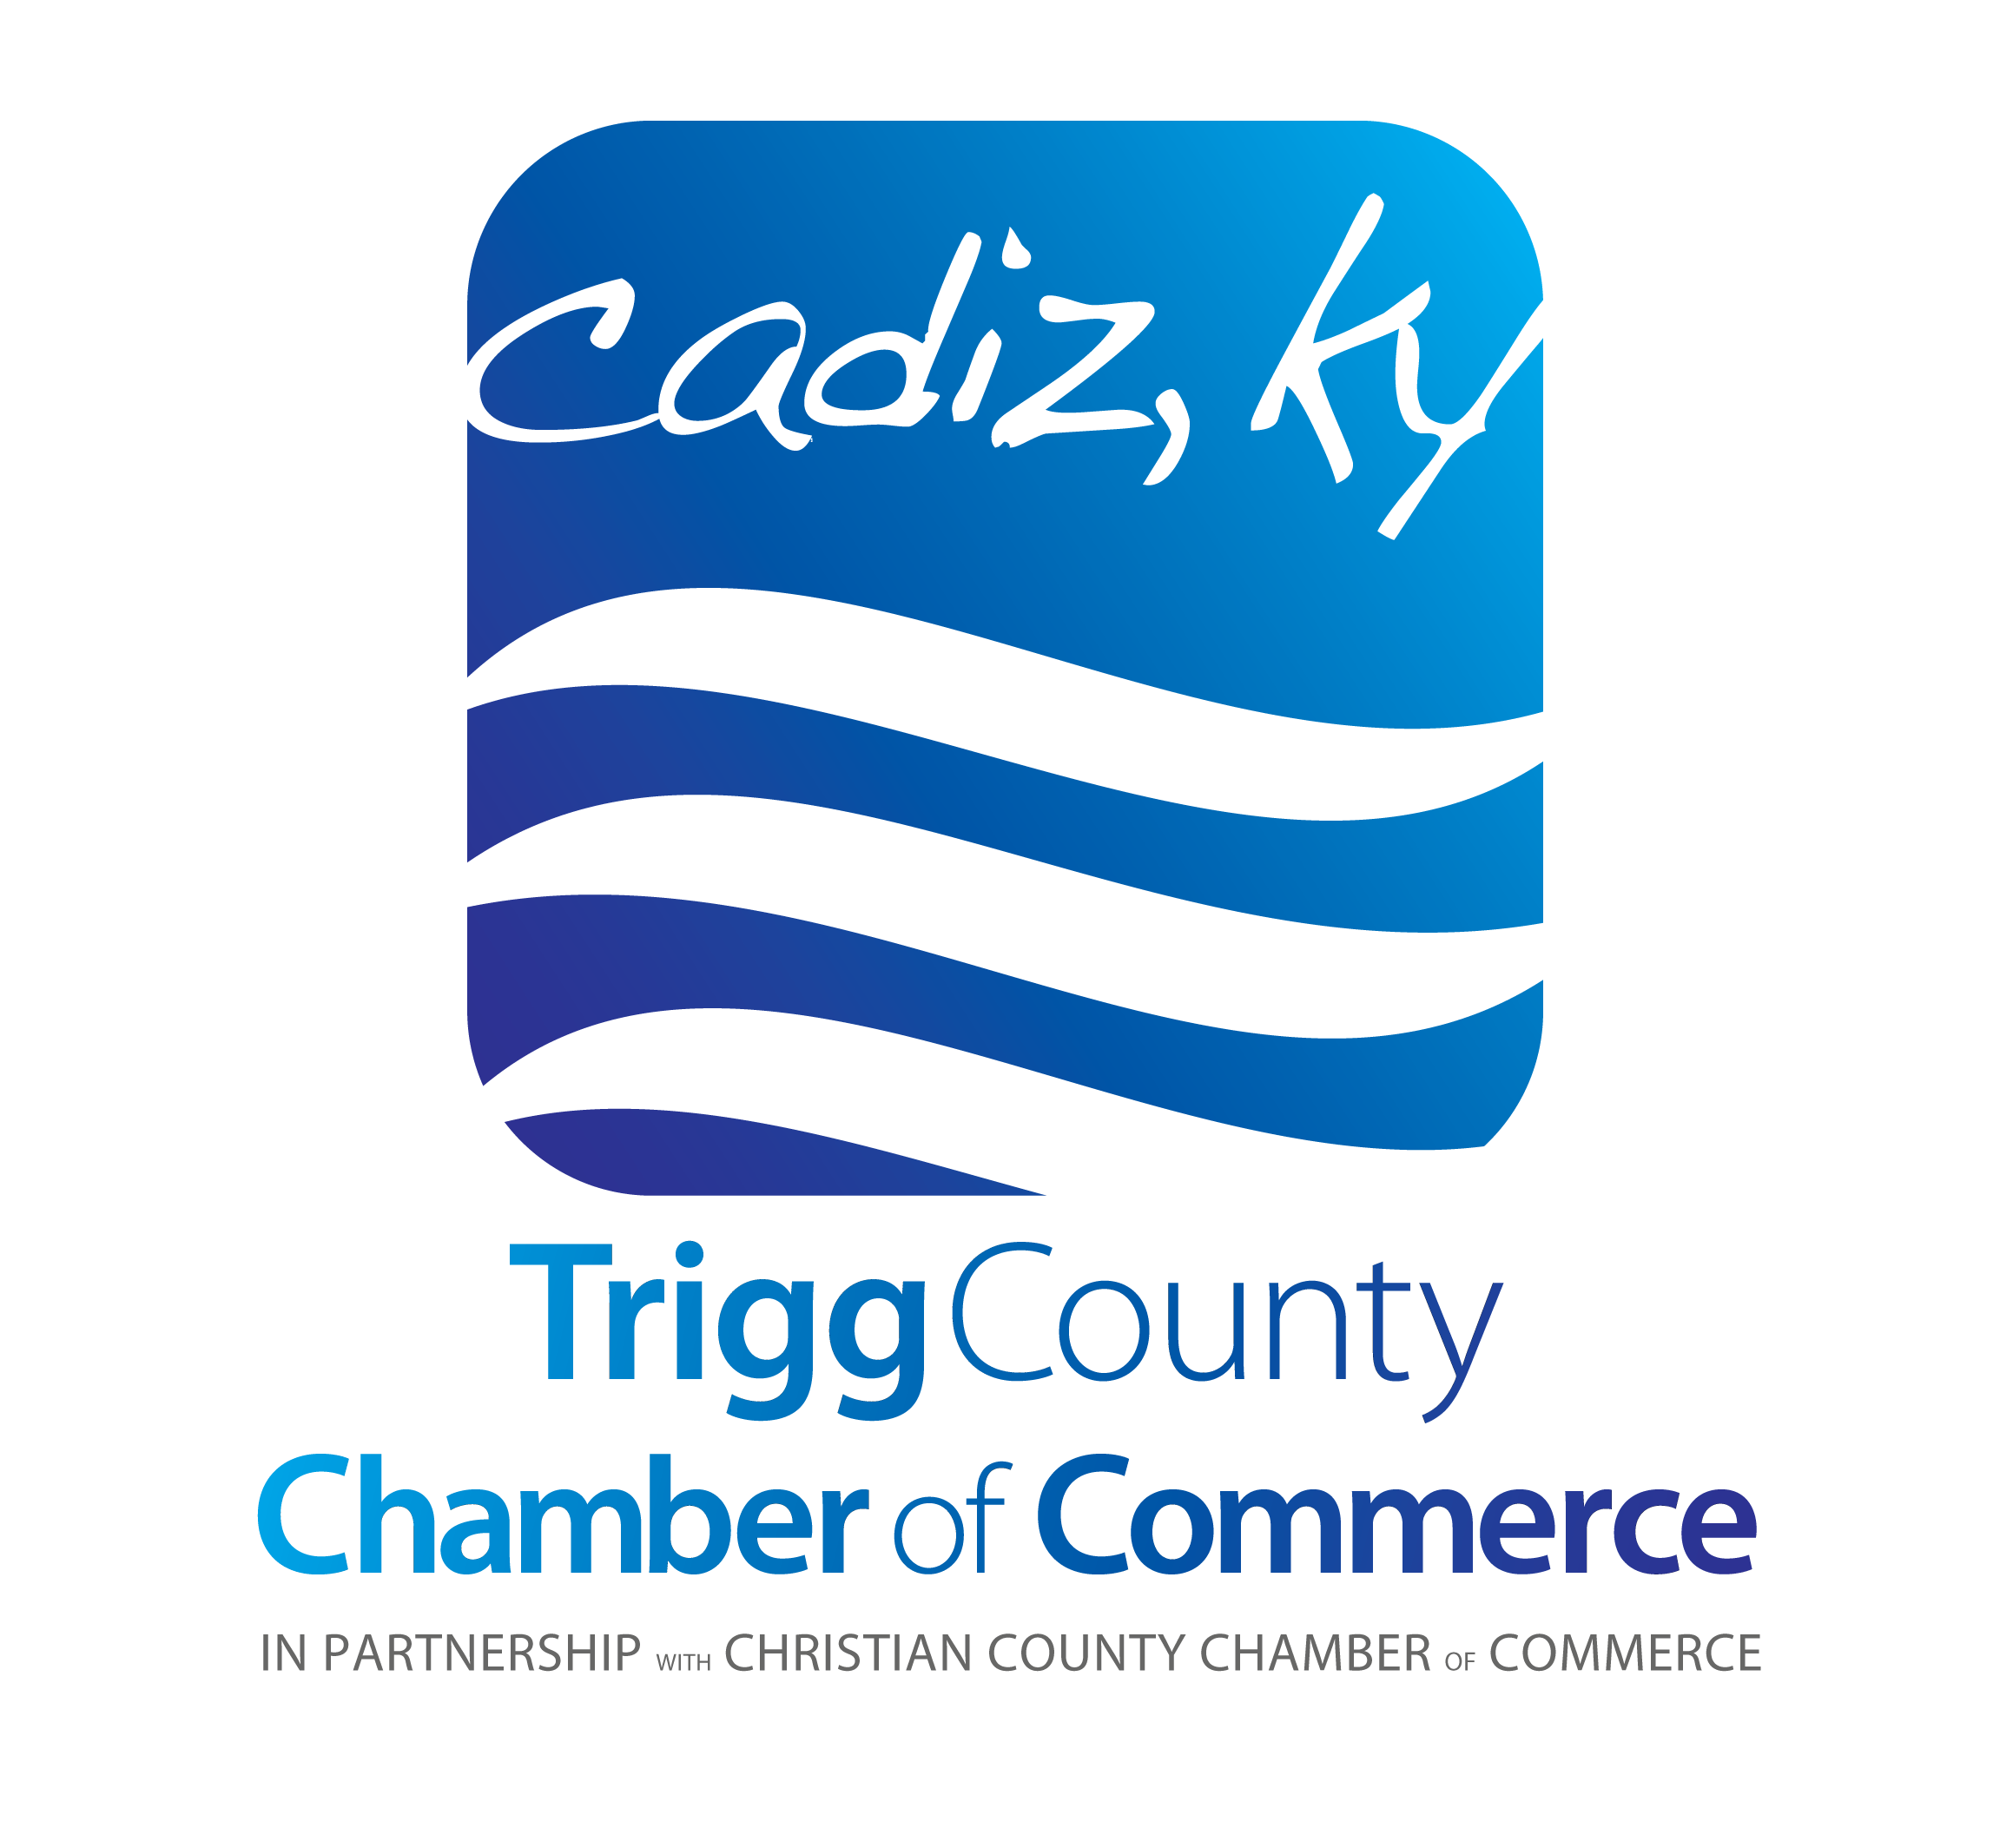 cadiz, Ky
Trigg County
Chamber of Commerce
IN PARTNERSHIP WITH CHRISTIAN COUNTY CHAMBER OF COMMERCE